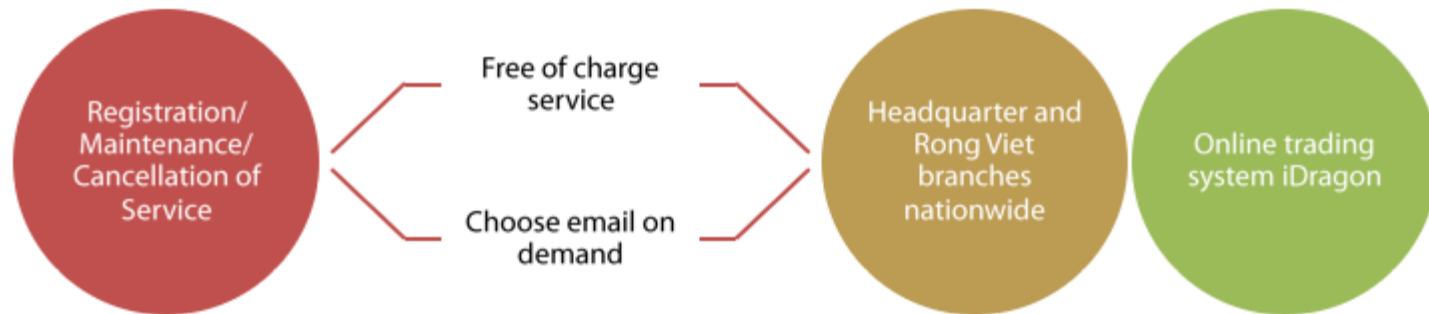 Registration/
Maintenance/
Cancellation of
Service
Free of charge
service
Choose email on
demand
Headquarter and
Rong Viet
branches
nationwide
Online trading
system iDragon